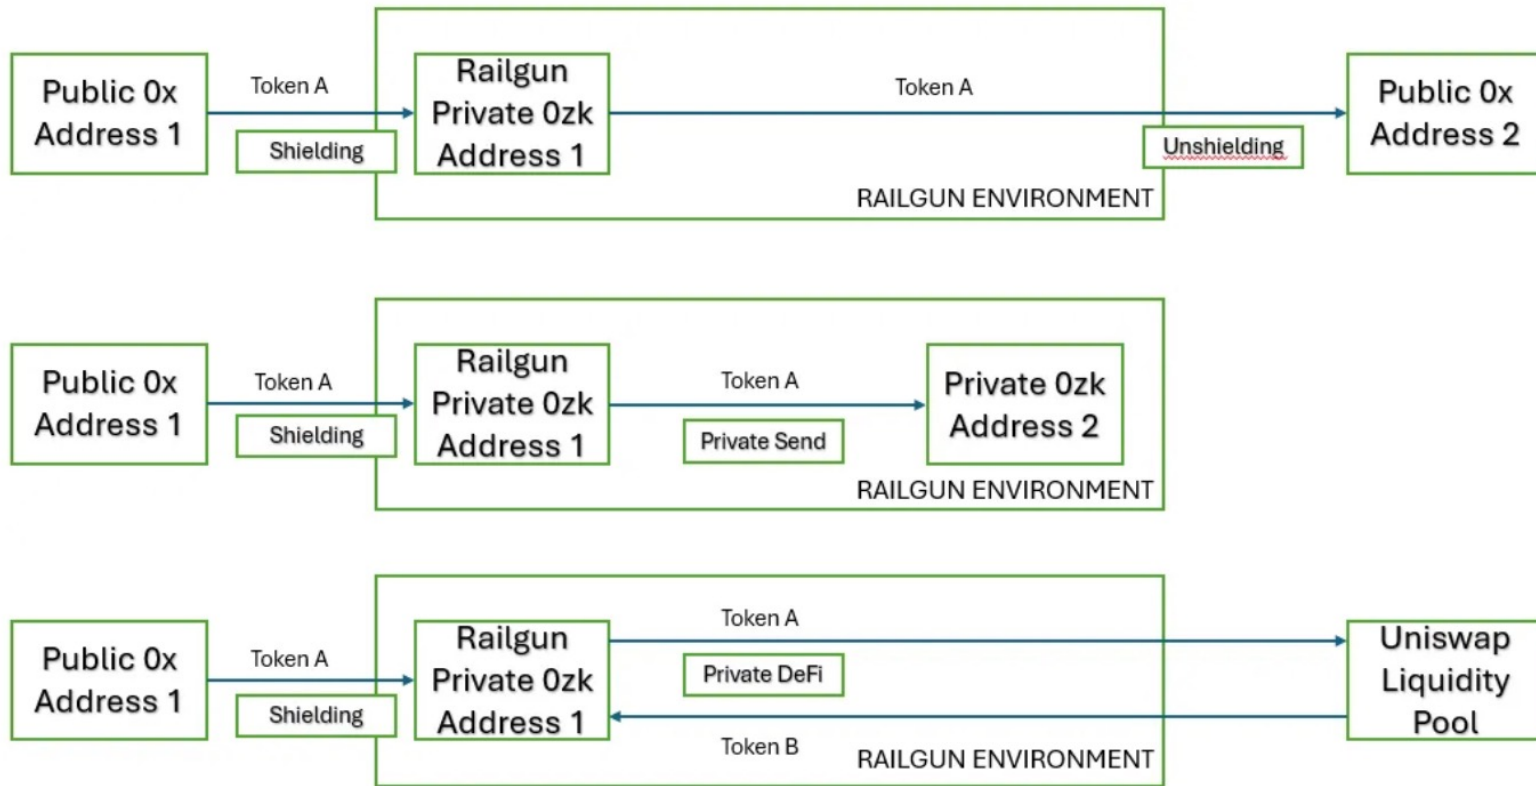 Public 0x
Address 1
Token A
Shielding
Railgun
Private 0zk
Address 1
Token A
Unshielding
Public 0x
Address 2
RAILGUN ENVIRONMENT
Public 0x
Address 1
Token A
Shielding
Railgun
Private 0zk
Address 1
Token A
Private Send
Private 0zk
Address 2
RAILGUN ENVIRONMENT
Public 0x
Address 1
Token A
Shielding
Railgun
Private 0zk
Address 1
Token A
Private DeFi
Token B
Uniswap
Liquidity
Pool
RAILGUN ENVIRONMENT